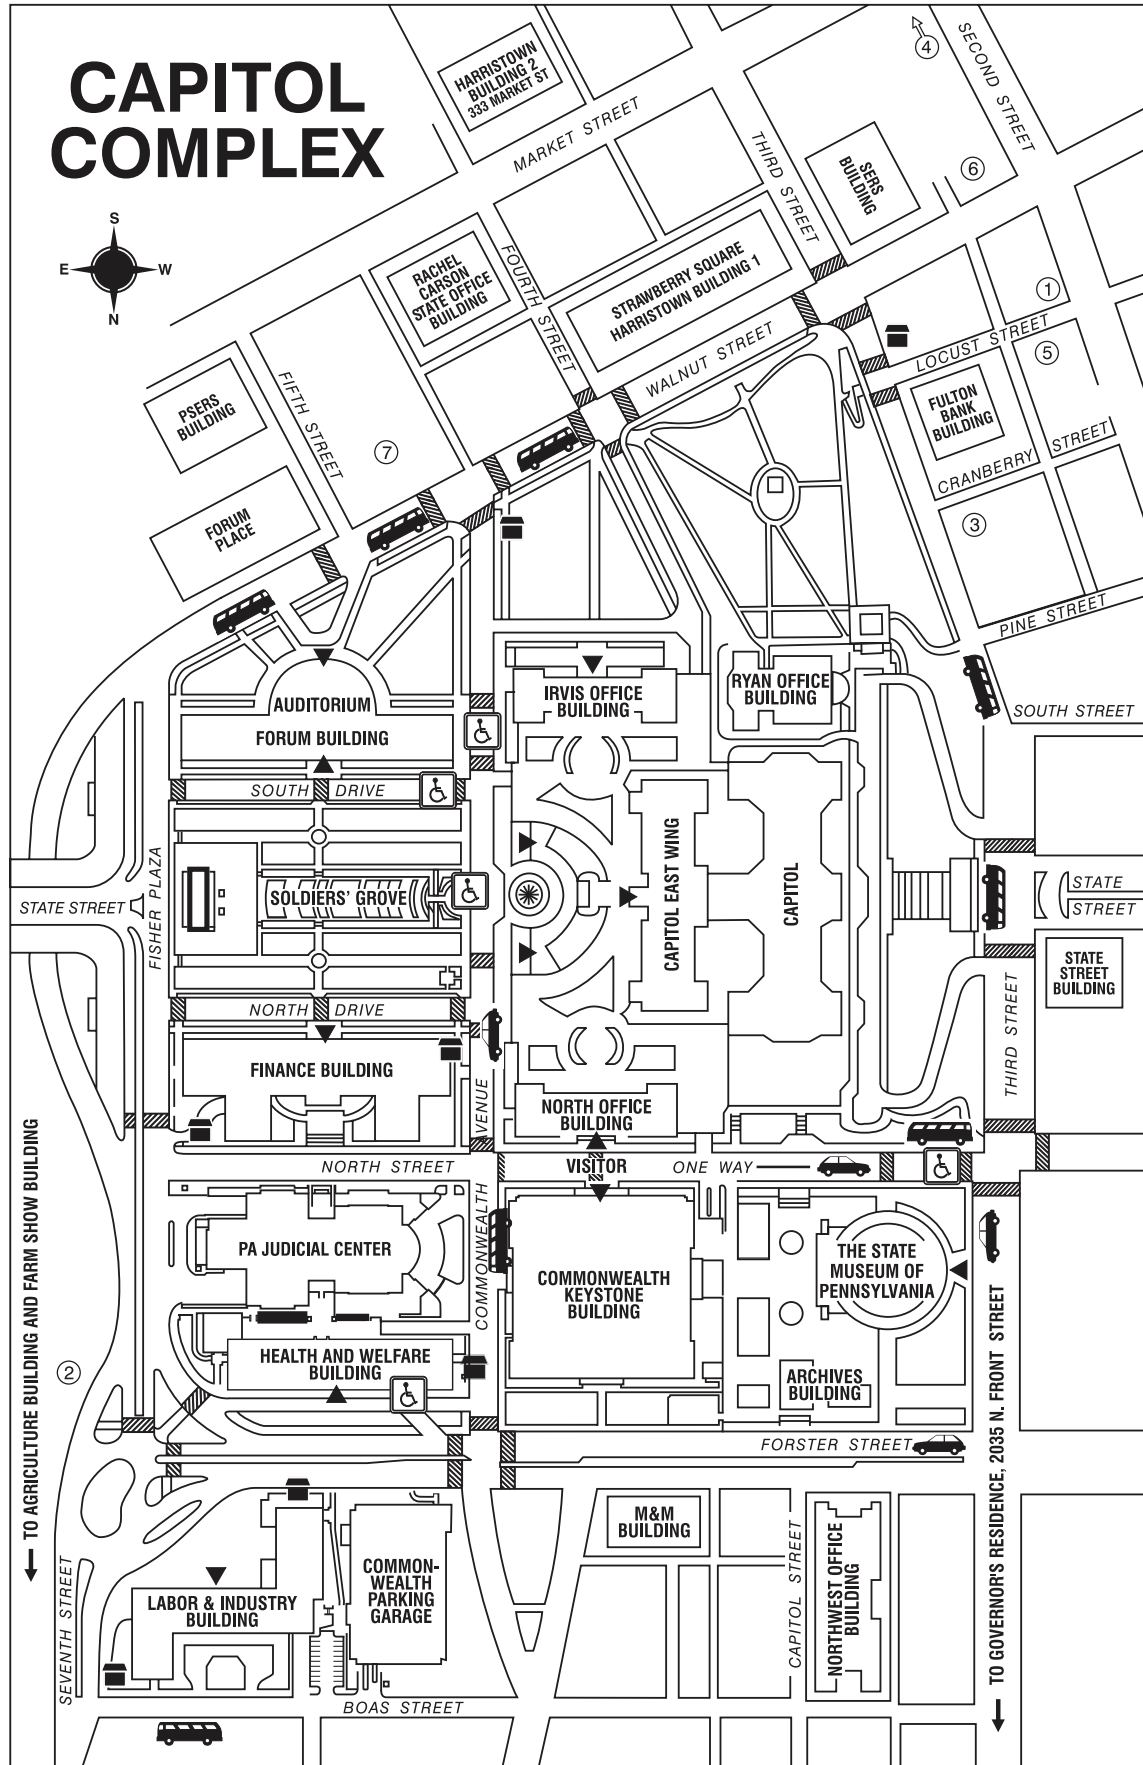 CAPITOL
COMPLEX
S
E
W
N
HARRISTOWN
BUILDING 2
333 MARKET ST
MARKET STREET
4
SECOND STREET
THIRD STREET
SERS
BUILDING
6
RACHEL
CARSON
STATE OFFICE
BUILDING
FOURTH STREET
STRAWBERRY SQUARE
HARRISTOWN BUILDING 1
WALNUT STREET
1
LOCUST STREET
5
FULTON
BANK
BUILDING
CRANBERRY STREET
3
PSERS
BUILDING
FIFTH STREET
7
FORUM
PLACE
PINE STREET
SOUTH STREET
AUDITORIUM
FORUM BUILDING
IRVIS OFFICE
BUILDING
RYAN OFFICE
BUILDING
SOUTH DRIVE
FISHER PLAZA
STATE STREET
SOLDIERS' GROVE
CAPITOL EAST WING
CAPITOL
STATE
STREET
STATE
STREET
BUILDING
THIRD STREET
NORTH DRIVE
FINANCE BUILDING
NORTH OFFICE
BUILDING
COMMONWEALTH AVENUE
NORTH STREET
VISITOR
ONE WAY
PA JUDICIAL CENTER
COMMONWEALTH
KEYSTONE
BUILDING
THE STATE
MUSEUM OF
PENNSYLVANIA
HEALTH AND WELFARE
BUILDING
ARCHIVES
BUILDING
2
TO AGRICULTURE BUILDING AND FARM SHOW BUILDING
FORSTER STREET
TO GOVERNOR'S RESIDENCE, 2035 N. FRONT STREET
M&M
BUILDING
CAPITOL STREET
NORTHWEST OFFICE
BUILDING
COMMON-
WEALTH
PARKING
GARAGE
LABOR & INDUSTRY
BUILDING
SEVENTH STREET
BOAS STREET